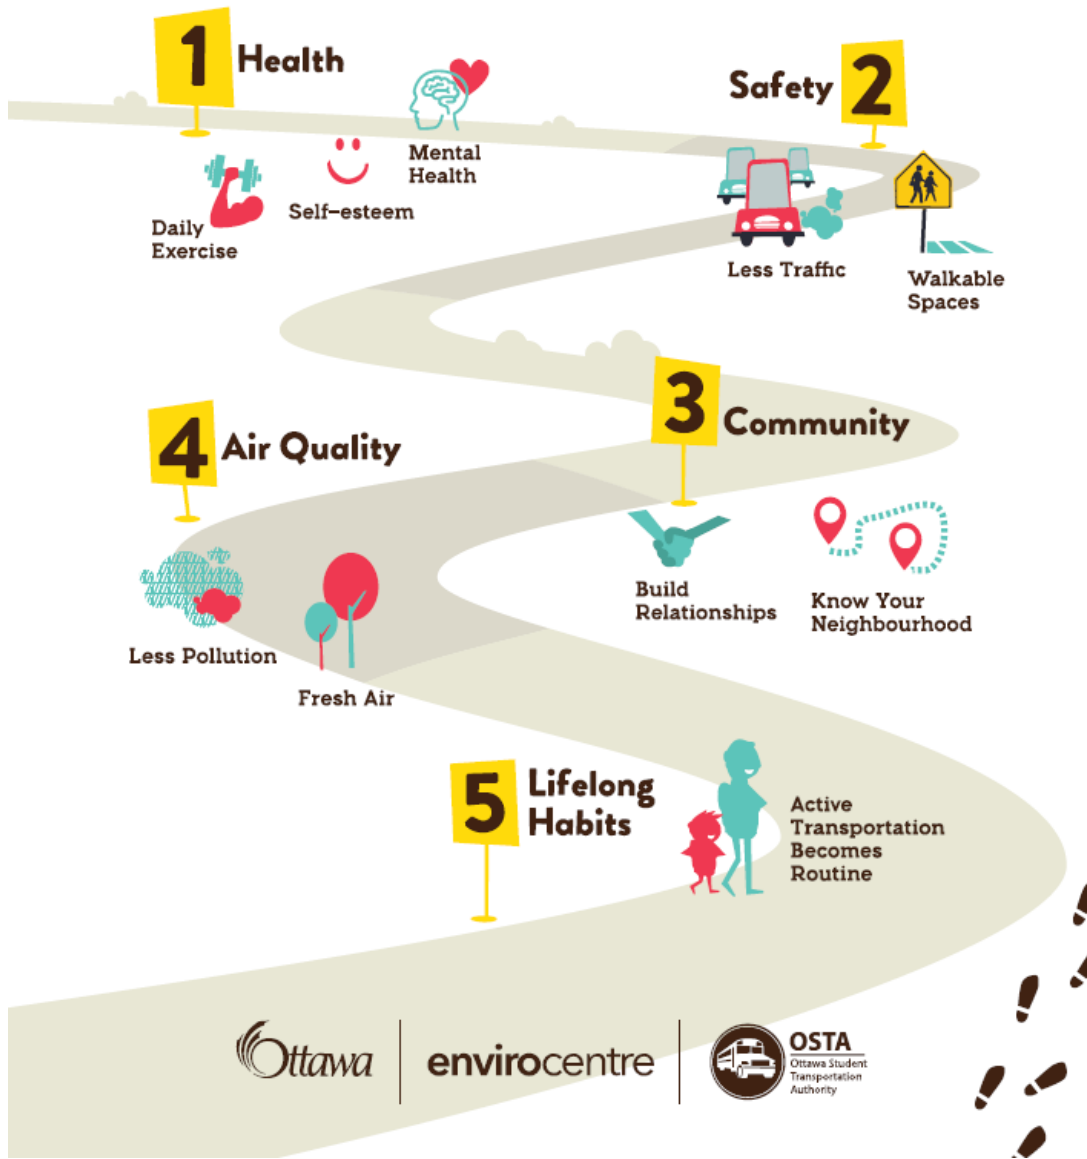 1 Health
Mental
Health
Self-esteem
Daily
Exercise
Safety 2
Less Traffic
Walkable
Spaces
3 Community
Build
Relationships
Know Your
Neighbourhood
4 Air Quality
Less Pollution
Fresh Air
5 Lifelong
Habits
Active
Transportation
Becomes
Routine
Ottawa
envirocentre
OSTA
Ottawa Student
Transportation
Authority